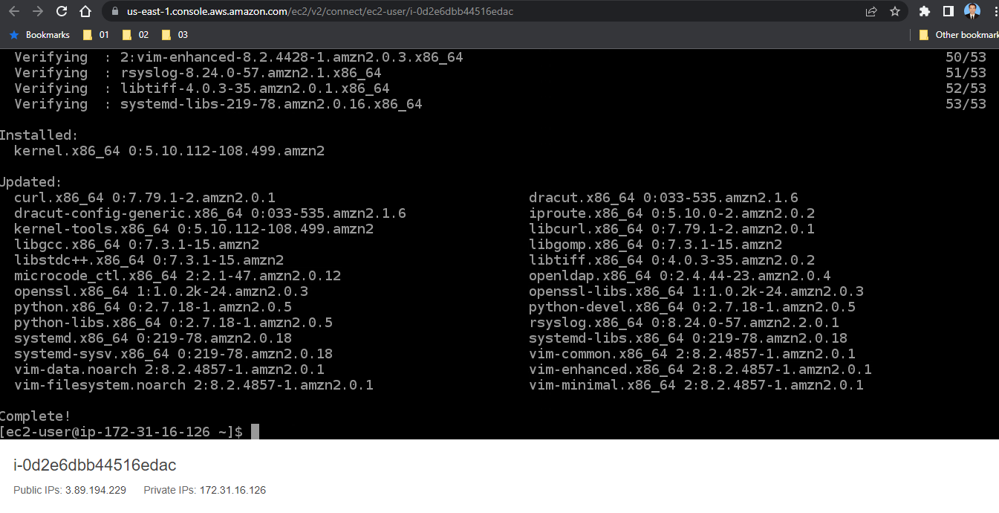 us-east-1.console.aws.amazon.com/ec2/v2/connect/ec2-user/i-0d2e6dbb44516edac
Bookmarks 01 02 03 Other bookmark
Verifying : 2:vim-enhanced-8.2.4428-1.amzn2.0.3.x86_64 50/53
Verifying : rsyslog-8.24.0-57.amzn2.1.x86_64 51/53
Verifying : libtiff-4.0.3-35.amzn2.0.1.x86_64 52/53
Verifying : systemd-libs-219-78.amzn2.0.16.x86_64 53/53
Installed:
kernel.x86_64 0:5.10.112-108.499.amzn2
Updated:
curl.x86_64 0:7.79.1-2.amzn2.0.1 dracut.x86_64 0:033-535.amzn2.1.6
dracut-config-generic.x86_64 0:033-535.amzn2.1.6 iproute.x86_64 0:5.10.0-2.amzn2.0.2
kernel-tools.x86_64 0:5.10.112-108.499.amzn2 libcurl.x86_64 0:7.79.1-2.amzn2.0.1
libgcc.x86_64 0:7.3.1-15.amzn2 libgomp.x86_64 0:7.3.1-15.amzn2
libstdc++.x86_64 0:7.3.1-15.amzn2 libtiff.x86_64 0:4.0.3-35.amzn2.0.2
microcode_ctl.x86_64 2:2.1-47.amzn2.0.12 openldap.x86_64 0:2.4.44-23.amzn2.0.4
openssl.x86_64 1:1.0.2k-24.amzn2.0.3 openssl-libs.x86_64 1:1.0.2k-24.amzn2.0.3
python.x86_64 0:2.7.18-1.amzn2.0.5 python-devel.x86_64 0:2.7.18-1.amzn2.0.5
python-libs.x86_64 0:2.7.18-1.amzn2.0.5 rsyslog.x86_64 0:8.24.0-57.amzn2.2.0.1
systemd.x86_64 0:219-78.amzn2.0.18 systemd-libs.x86_64 0:219-78.amzn2.0.18
systemd-sysv.x86_64 0:219-78.amzn2.0.18 vim-common.x86_64 2:8.2.4857-1.amzn2.0.1
vim-data.noarch 2:8.2.4857-1.amzn2.0.1 vim-enhanced.x86_64 2:8.2.4857-1.amzn2.0.1
vim-filesystem.noarch 2:8.2.4857-1.amzn2.0.1 vim-minimal.x86_64 2:8.2.4857-1.amzn2.0.1
Complete!
[ec2-user@ip-172-31-16-126 ~]$
i-0d2e6dbb44516edac
Public IPs: 3.89.194.229 Private IPs: 172.31.16.126